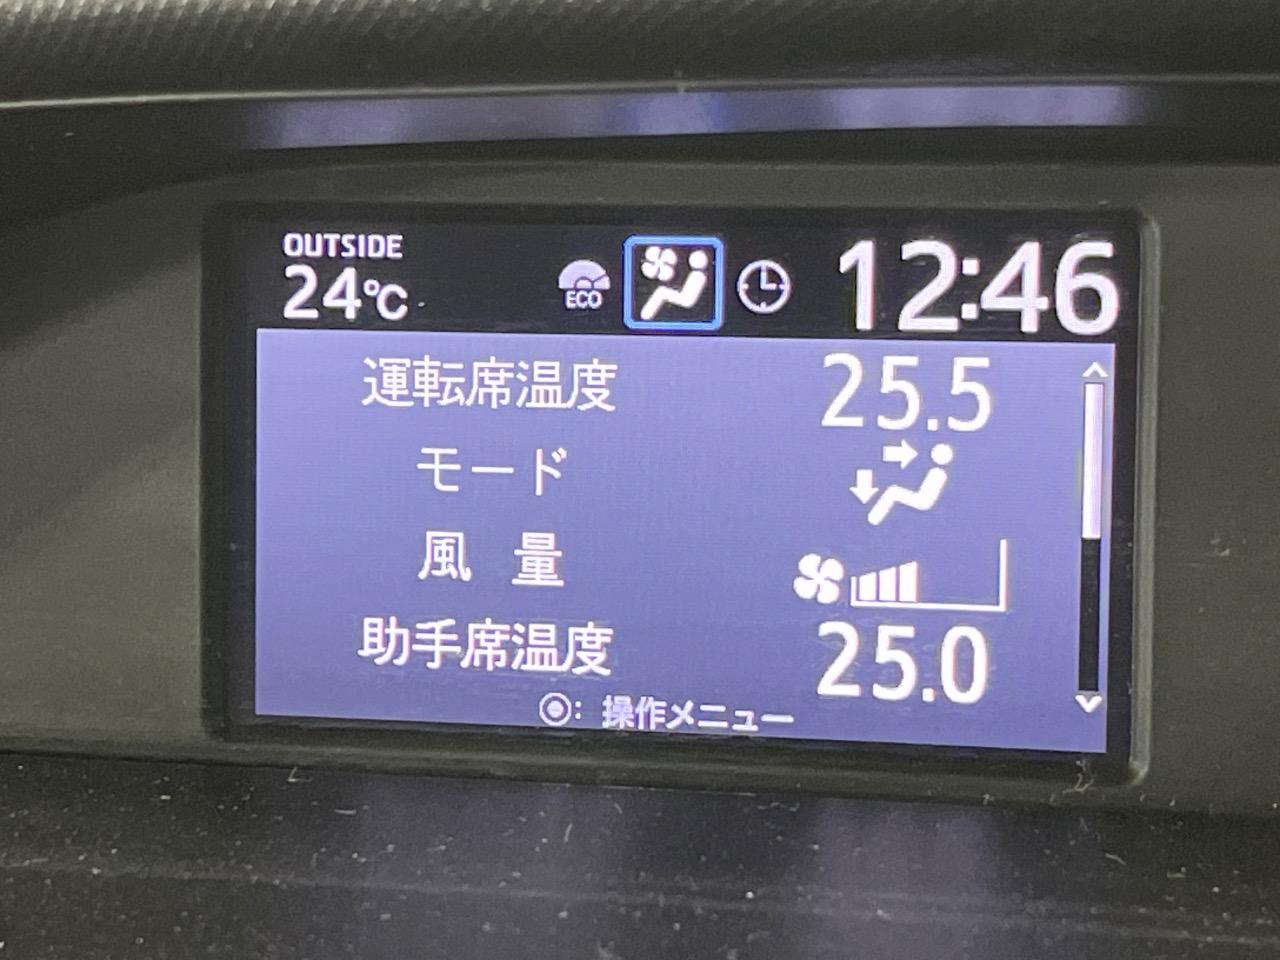 OUTSIDE
24℃
ECO
12:46
運転席温度 25.5
モード
風 量
助手席温度 25.0
: 操作メニュー